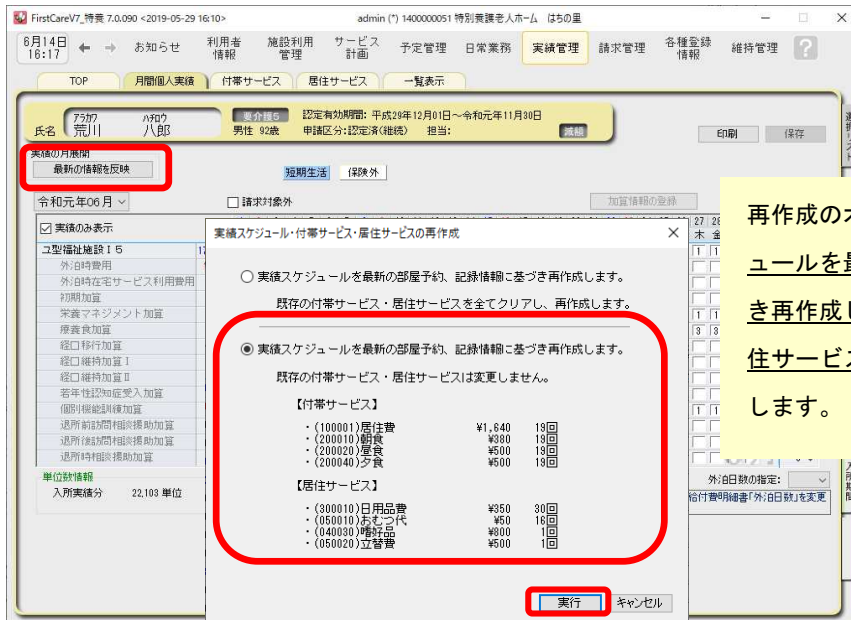 FirstCareV7_特養 7.0.090 <2019-05-29 16:10> admin (*) 1400000051 特別養護老人ホーム はちの里
6月14日 16:17 ← → お知らせ 利用者情報 施設利用管理 サービス計画 予定管理 日常業務 実績管理 請求管理 各種登録情報 維持管理 ?
TOP 月間個人実績 付帯サービス 居住サービス 一覧表示
アラカワ ハチロウ 要介護5 認定有効期間: 平成29年12月01日～令和元年11月30日
氏名 荒川 八郎 男性 92歳 申請区分:認定済(継続) 担当: 減額 印刷 保存
実績の月展開
最新の情報を反映
短期生活 保険外
令和元年06月 請求対象外 加算情報の登録
実績のみ表示
ユ型福祉施設Ⅰ5
外泊時費用
外泊時在宅サービス利用費用
初期加算
栄養マネジメント加算
療養食加算
経口移行加算
経口維持加算Ⅰ
経口維持加算Ⅱ
若年性認知症受入加算
個別機能訓練加算
退所前訪問相談援助加算
退所後訪問相談援助加算
退所時相談援助加算
単位数情報
入所実績分 22,103 単位
実績スケジュール・付帯サービス・居住サービスの再作成 ×
実績スケジュールを最新の部屋予約、記録情報に基づき再作成します。
既存の付帯サービス・居住サービスを全てクリアし、再作成します。
実績スケジュールを最新の部屋予約、記録情報に基づき再作成します。
既存の付帯サービス・居住サービスは変更しません。
【付帯サービス】
・(100001)居住費 ¥1,640 19回
・(200010)朝食 ¥380 19回
・(200020)昼食 ¥500 19回
・(200040)夕食 ¥500 19回
【居住サービス】
・(300010)日用品費 ¥350 30回
・(050010)おむつ代 ¥50 16回
・(040030)嗜好品 ¥800 1回
・(050020)立替費 ¥500 1回
実行 キャンセル
27
木 金
外泊日数の指定:
給付費明細書「外泊日数」を変更
再作成の
ュールを
き再作成
住サービ
します。